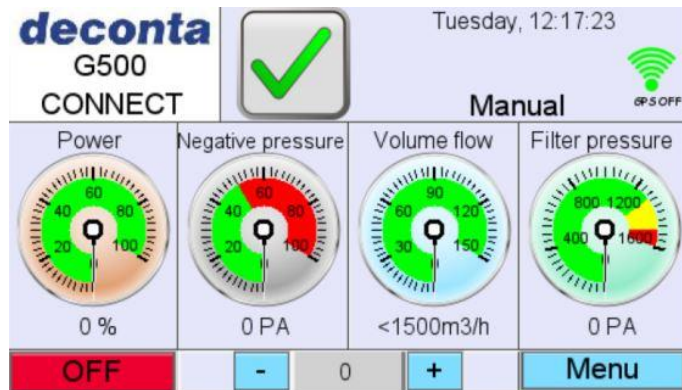 deconta
G500
CONNECT
Tuesday, 12:17:23
Manual
GPS OFF
Power
Negative pressure
Volume flow
Filter pressure
20 40 60 80 100
20 40 60 80 100
30 60 90 120 150
400 800 1200 1600
0 %
0 PA
<1500m3/h
0 PA
OFF
-
0
+
Menu